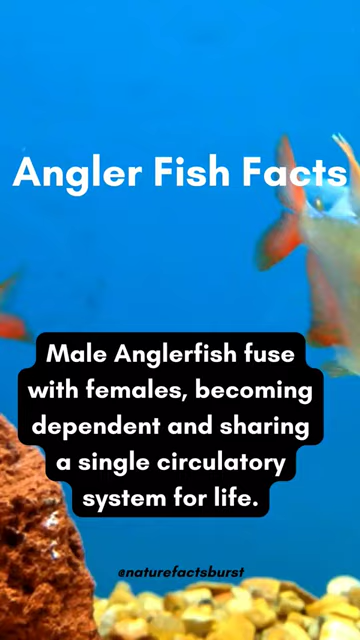 Angler Fish Facts
Male Anglerfish fuse
with females, becoming
dependent and sharing
a single circulatory
system for life.
@naturefactsburst